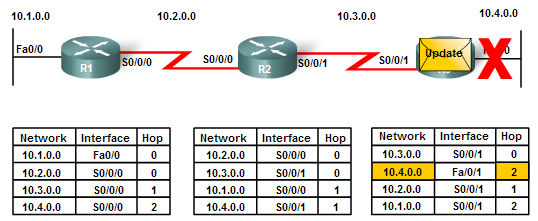 10.1.0.0 10.2.0.0 10.3.0.0 10.4.0.0
Fa0/0 S0/0/0 S0/0/0 S0/0/1 S0/0/1
R1 R2 Update
Network Interface Hop
10.1.0.0 Fa0/0 0
10.2.0.0 S0/0/0 0
10.3.0.0 S0/0/0 1
10.4.0.0 S0/0/0 2
Network Interface Hop
10.2.0.0 S0/0/0 0
10.3.0.0 S0/0/1 0
10.1.0.0 S0/0/0 1
10.4.0.0 S0/0/1 1
Network Interface Hop
10.3.0.0 S0/0/1 0
10.4.0.0 Fa0/1 2
10.2.0.0 S0/0/1 1
10.1.0.0 S0/0/1 2